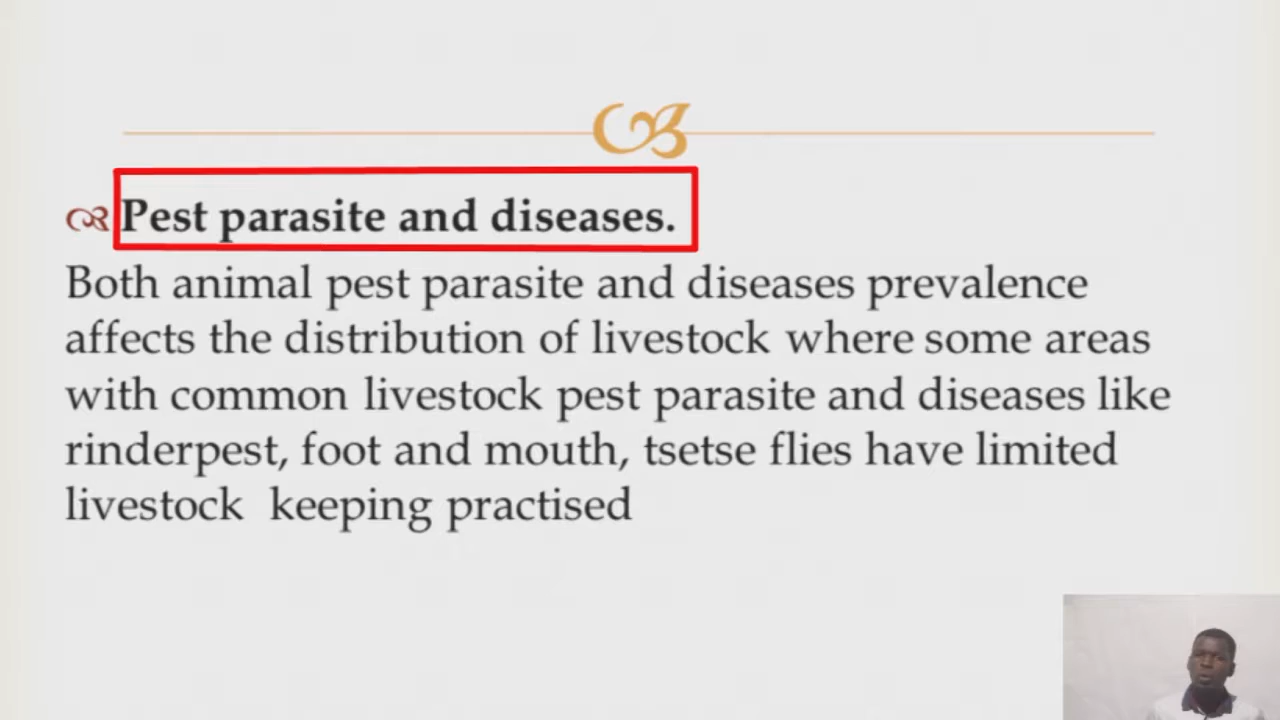 Pest parasite and diseases.
Both animal pest parasite and diseases prevalence
affects the distribution of livestock where some areas
with common livestock pest parasite and diseases like
rinderpest, foot and mouth, tsetse flies have limited
livestock keeping practised